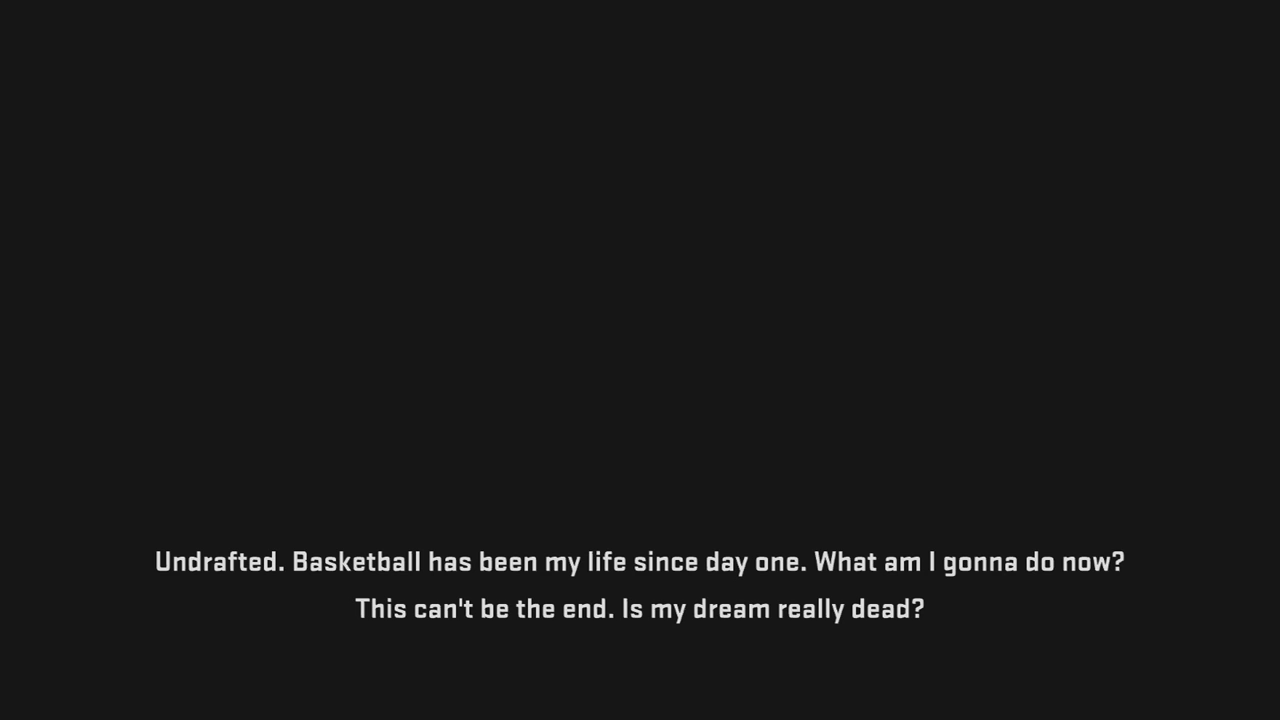 Undrafted. Basketball has been my life since day one. What am I gonna do now?
This can't be the end. Is my dream really dead?